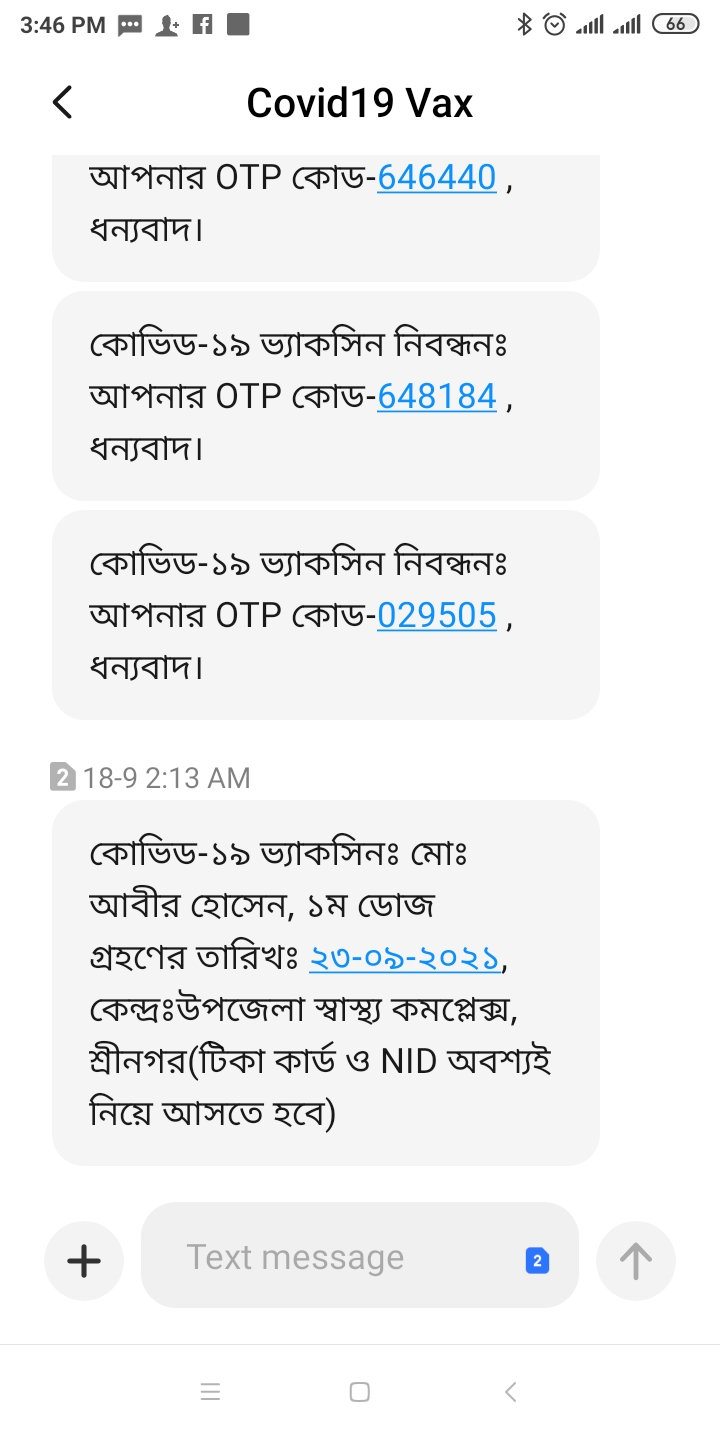 3:46 PM
66
Covid19 Vax
আপনার OTP কোড-646440 ,
ধন্যবাদ।
কোভিড-১৯ ভ্যাকসিন নিবন্ধনঃ
আপনার OTP কোড-648184 ,
ধন্যবাদ।
কোভিড-১৯ ভ্যাকসিন নিবন্ধনঃ
আপনার OTP কোড-029505 ,
ধন্যবাদ।
2 18-9 2:13 AM
কোভিড-১৯ ভ্যাকসিনঃ মোঃ
আবীর হোসেন, ১ম ডোজ
গ্রহণের তারিখঃ ২৩-০৯-২০২১,
কেন্দ্রঃউপজেলা স্বাস্থ্য কমপ্লেক্স,
শ্রীনগর(টিকা কার্ড ও NID অবশ্যই
নিয়ে আসতে হবে)
Text message 2